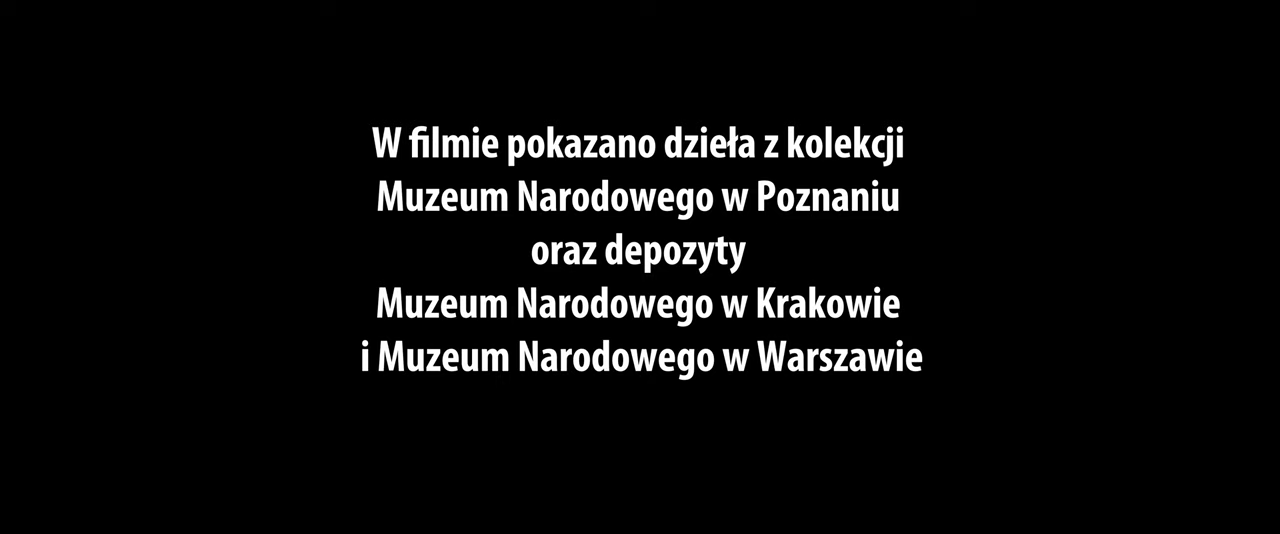 W filmie pokazano dzieła z kolekcji
Muzeum Narodowego w Poznaniu
oraz depozyty
Muzeum Narodowego w Krakowie
i Muzeum Narodowego w Warszawie